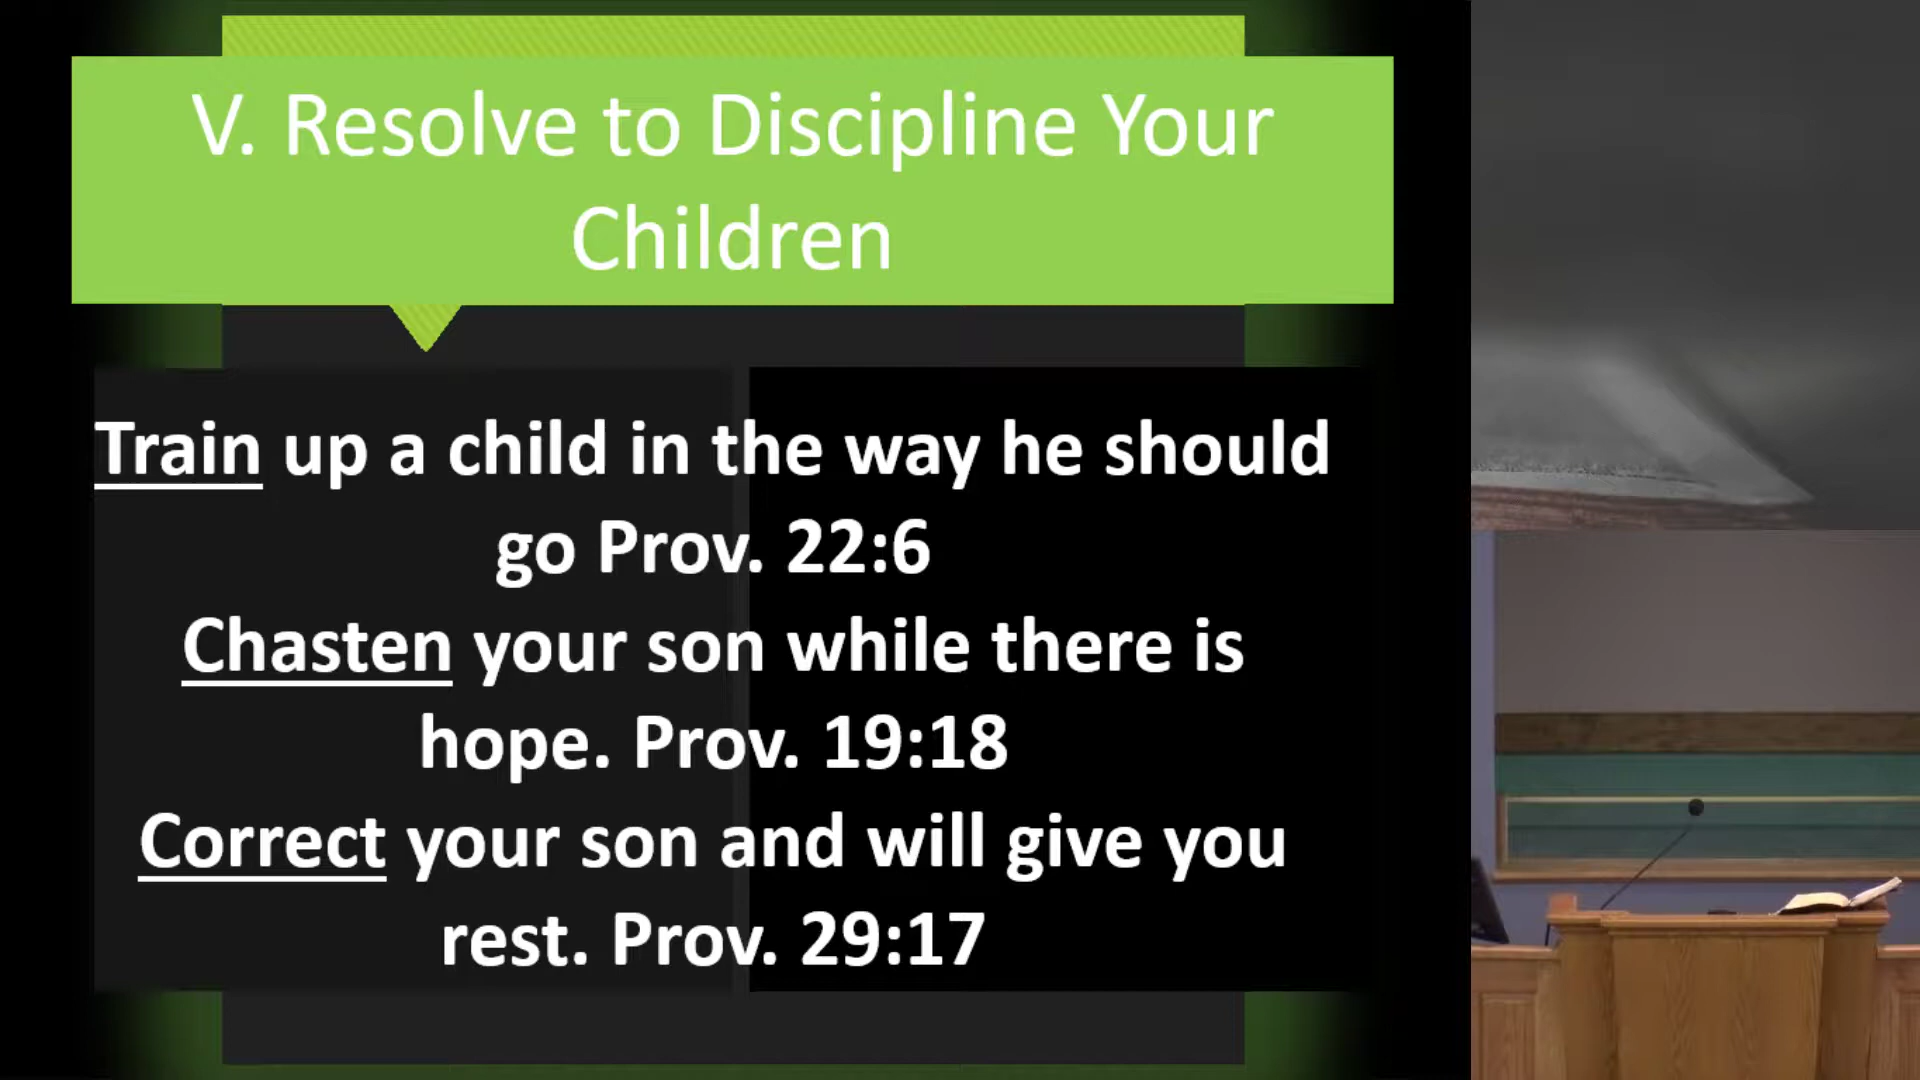 V. Resolve to Discipline Your
Children
Train up a child in the way he should
go Prov. 22:6
Chasten your son while there is
hope. Prov. 19:18
Correct your son and will give you
rest. Prov. 29:17